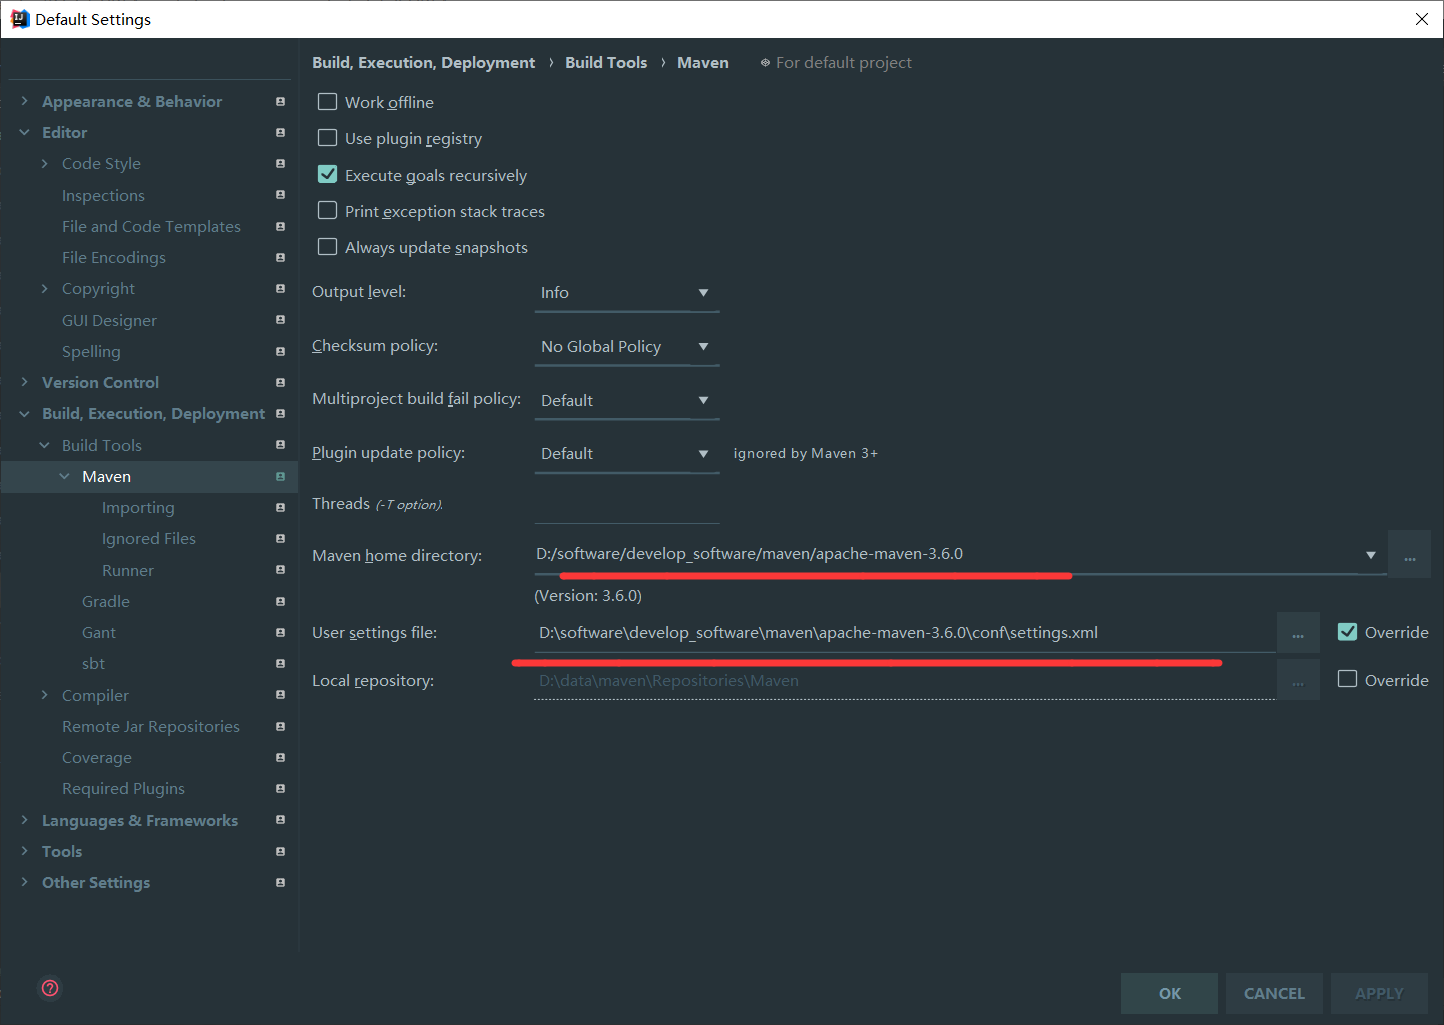 Default Settings
Build, Execution, Deployment › Build Tools › Maven For default project
Appearance & Behavior
Editor
Code Style
Inspections
File and Code Templates
File Encodings
Copyright
GUI Designer
Spelling
Version Control
Build, Execution, Deployment
Build Tools
Maven
Importing
Ignored Files
Runner
Gradle
Gant
sbt
Compiler
Remote Jar Repositories
Coverage
Required Plugins
Languages & Frameworks
Tools
Other Settings
Work offline
Use plugin registry
Execute goals recursively
Print exception stack traces
Always update snapshots
Output level: Info
Checksum policy: No Global Policy
Multiproject build fail policy: Default
Plugin update policy: Default ignored by Maven 3+
Threads (-T option).
Maven home directory: D:/software/develop_software/maven/apache-maven-3.6.0 ...
(Version: 3.6.0)
User settings file: D:\software\develop_software\maven\apache-maven-3.6.0\conf\settings.xml ... Override
Local repository: D:\data\maven\Repositories\Maven ... Override
? OK CANCEL APPLY